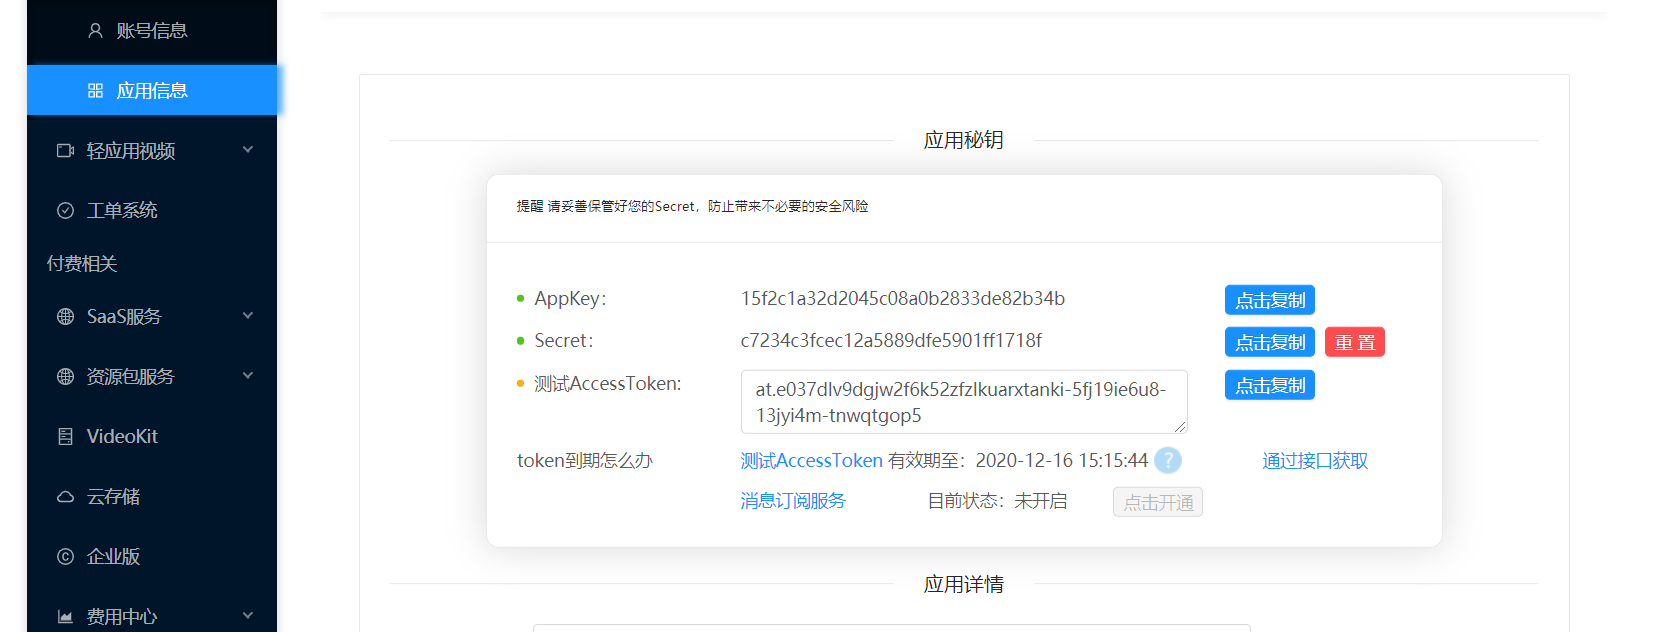 账号信息
应用信息
轻应用视频
工单系统
付费相关
SaaS服务
资源包服务
VideoKit
云存储
企业版
费用中心
应用秘钥
提醒 请妥善保管好您的Secret，防止带来不必要的安全风险
AppKey： 15f2c1a32d2045c08a0b2833de82b34b 点击复制
Secret： c7234c3fcec12a5889dfe5901ff1718f 点击复制 重 置
测试AccessToken: at.e037dlv9dgjw2f6k52zfzlkuarxtanki-5fj19ie6u8- 点击复制
13jyi4m-tnwqtgop5
token到期怎么办 测试AccessToken 有效期至：2020-12-16 15:15:44 ? 通过接口获取
消息订阅服务 目前状态：未开启 点击开通
应用详情